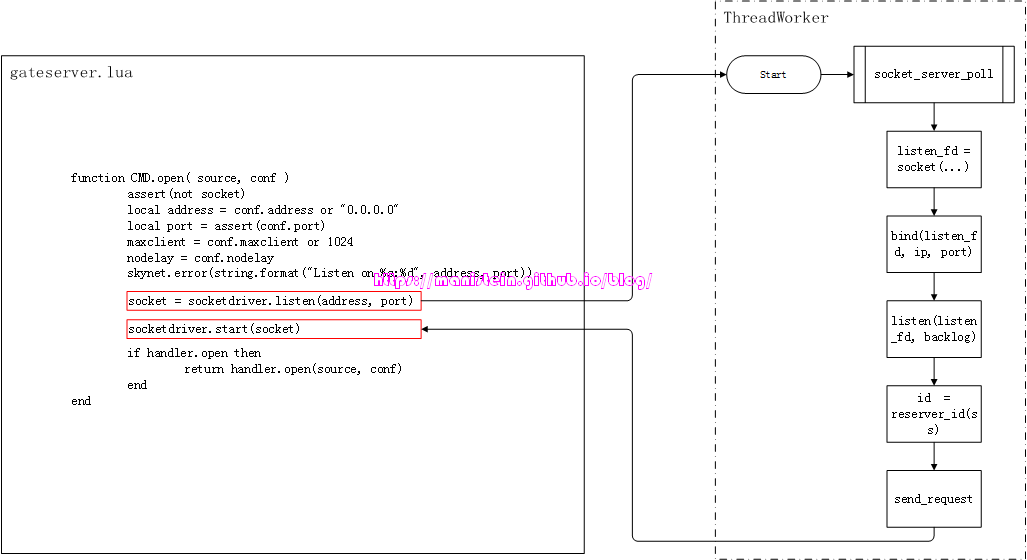 ThreadWorker
gateserver.lua
function CMD.open( source, conf )
assert(not socket)
local address = conf.address or "0.0.0.0"
local port = assert(conf.port)
maxclient = conf.maxclient or 1024
nodelay = conf.nodelay
skynet.error(string.format("Listen on %s:%d", address, port))
https://manistein.github.io/blog/
socket = socketdriver.listen(address, port)
socketdriver.start(socket)
if handler.open then
return handler.open(source, conf)
end
end
Start
socket_server_poll
listen_fd =
socket(...)
bind(listen_f
d, ip, port)
listen(listen
_fd, backlog)
id =
reserver_id(s
s)
send_request